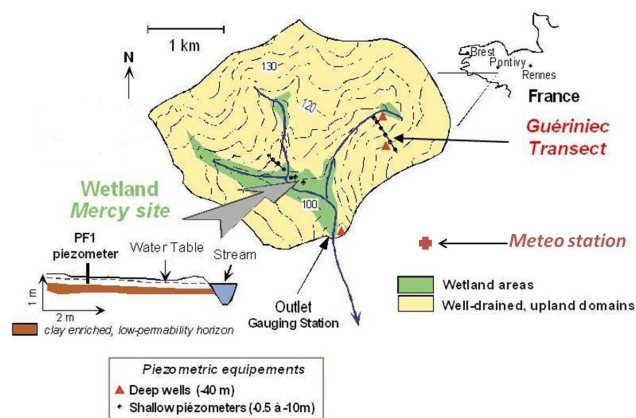 1 km
N
130
120
100
Brest
Pontivy
Rennes
France
Guériniec
Transect
Wetland
Mercy site
PF1
piezometer
Water Table
Stream
1 m
2 m
clay enriched, low-permability horizon
Outlet
Gauging Station
Meteo station
Wetland areas
Well-drained, upland domains
Piezometric equipements
Deep wells (-40 m)
Shallow piézometers (-0.5 à -10m)